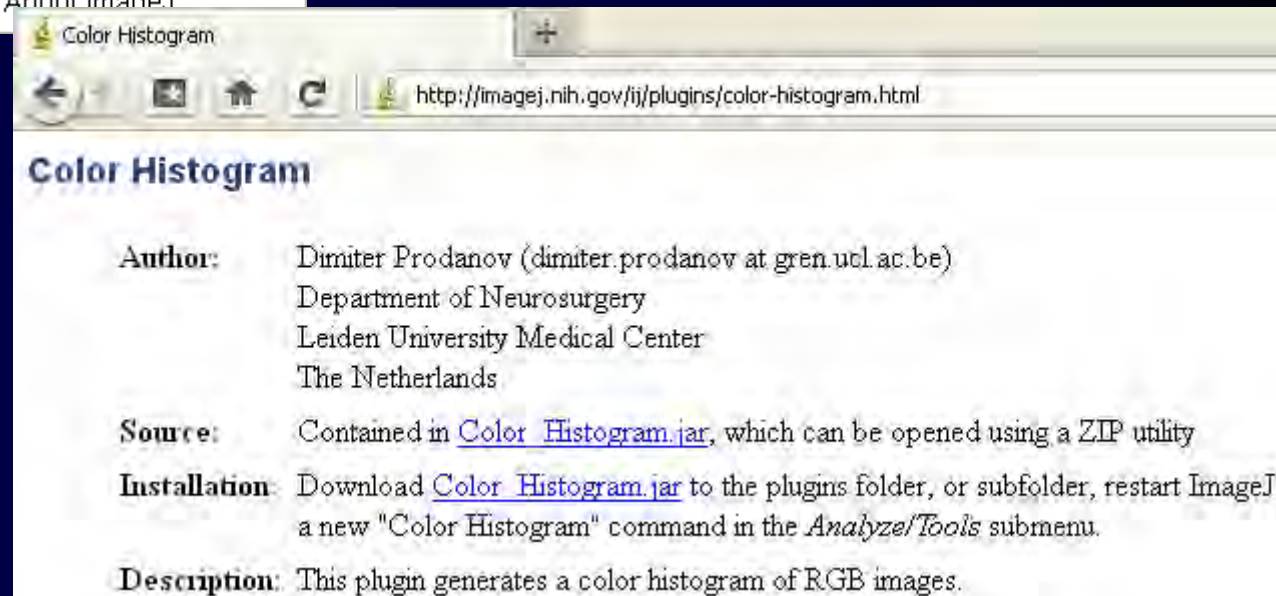 About ImageJ
Color Histogram
http://imagej.nih.gov/ij/plugins/color-histogram.html
Color Histogram
Author: Dimiter Prodanov (dimiter.prodanov at gren.ucl.ac.be)
Department of Neurosurgery
Leiden University Medical Center
The Netherlands
Source: Contained in Color_Histogram.jar, which can be opened using a ZIP utility
Installation: Download Color_Histogram.jar to the plugins folder, or subfolder, restart ImageJ
a new "Color Histogram" command in the Analyze/Tools submenu.
Description: This plugin generates a color histogram of RGB images.